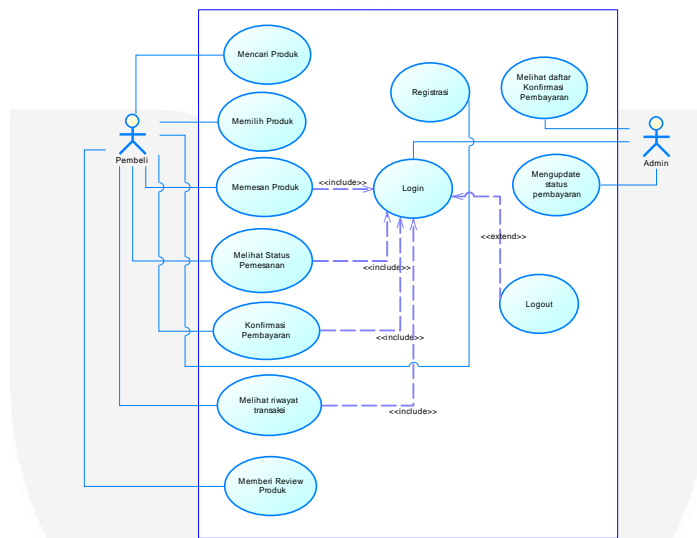 Mencari Produk
Registrasi
Melihat daftar
Konfirmasi
Pembayaran
Memilih Produk
Pembeli
Admin
Memesan Produk
<<include>>
Login
Mengupdate
status
pembayaran
<<extend>>
Melihat Status
Pemesanan
<<include>>
Logout
Konfirmasi
Pembayaran
<<include>>
Melihat riwayat
transaksi
<<include>>
Memberi Review
Produk